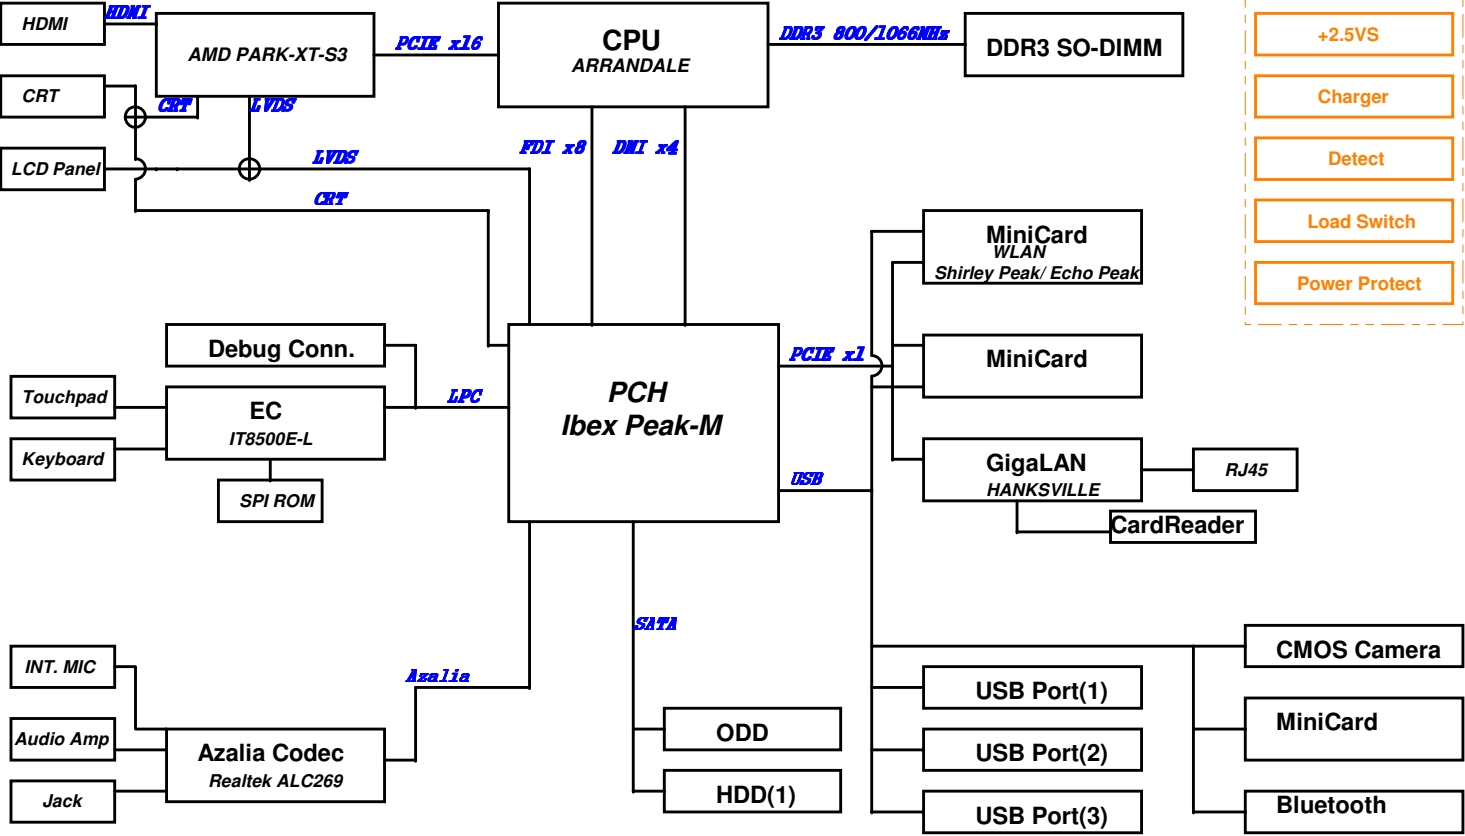 HDMI
HDMI
AMD PARK-XT-S3
PCIE x16
CPU
ARRANDALE
DDR3 800/1066MHz
DDR3 SO-DIMM
+2.5VS
CRT
CRT
LVDS
Charger
LCD Panel
LVDS
FDI x8
DMI x4
Detect
CRT
MiniCard
WLAN
Shirley Peak/ Echo Peak
Load Switch
Power Protect
Debug Conn.
PCIE x1
MiniCard
Touchpad
EC
IT8500E-L
LPC
PCH
Ibex Peak-M
Keyboard
GigaLAN
HANKSVILLE
RJ45
USB
SPI ROM
CardReader
SATA
INT. MIC
Azalia
CMOS Camera
USB Port(1)
Audio Amp
Azalia Codec
Realtek ALC269
ODD
USB Port(2)
MiniCard
Jack
HDD(1)
USB Port(3)
Bluetooth